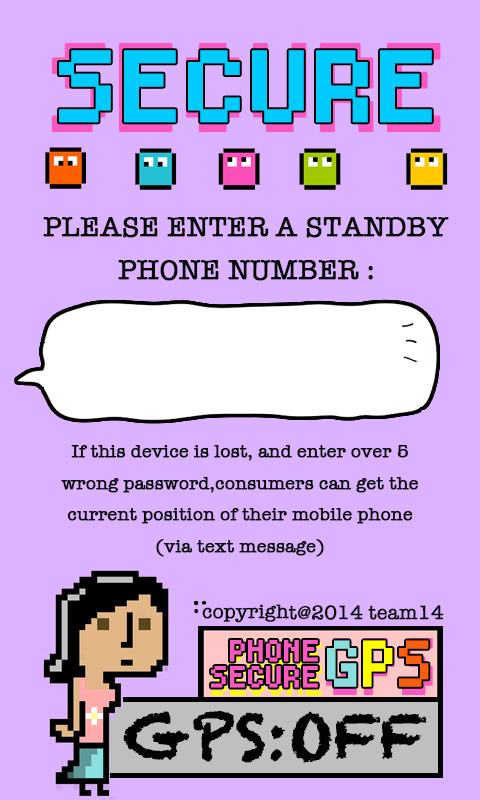 SECURE
PLEASE ENTER A STANDBY
PHONE NUMBER :
If this device is lost, and enter over 5
wrong password,consumers can get the
current position of their mobile phone
(via text message)
copyright@2014 team14
PHONE
SECURE GPS
GPS:OFF